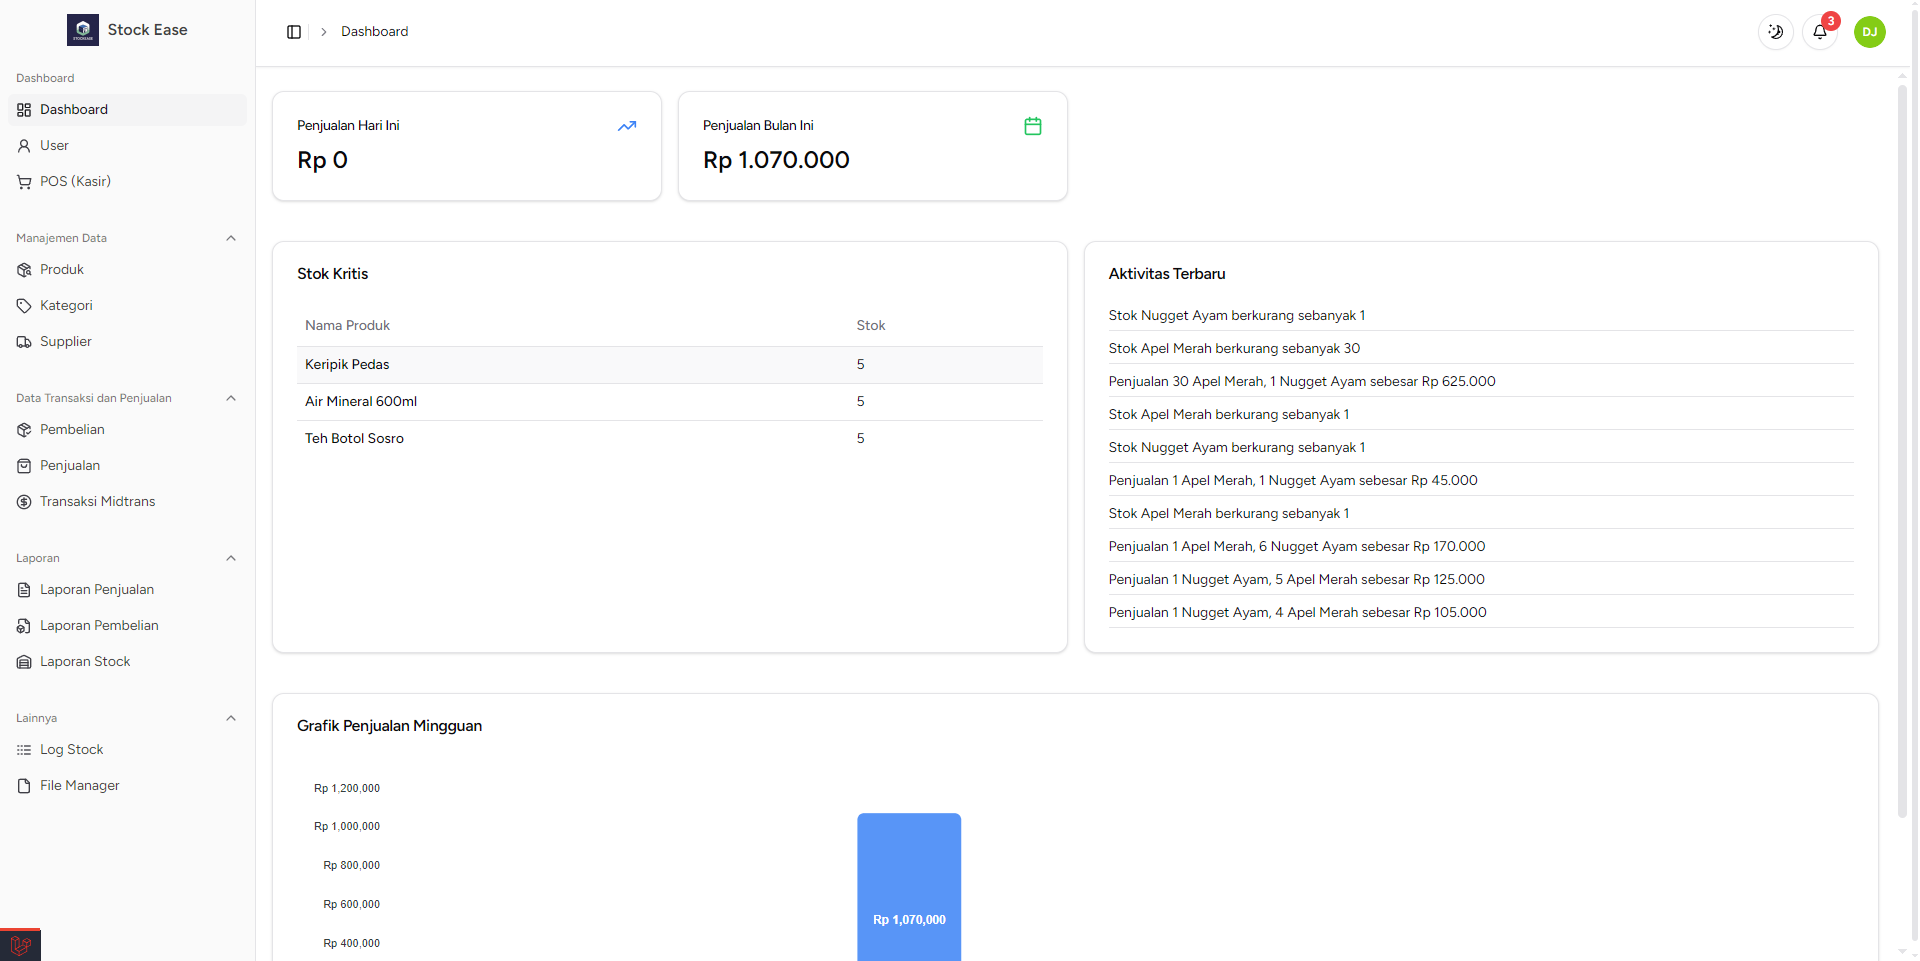 Stock Ease
Dashboard
Dashboard
User
POS (Kasir)
Manajemen Data
Produk
Kategori
Supplier
Data Transaksi dan Penjualan
Pembelian
Penjualan
Transaksi Midtrans
Laporan
Laporan Penjualan
Laporan Pembelian
Laporan Stock
Lainnya
Log Stock
File Manager
Dashboard
3
DJ
Penjualan Hari Ini
Rp 0
Penjualan Bulan Ini
Rp 1.070.000
Stok Kritis
Nama Produk Stok
Keripik Pedas 5
Air Mineral 600ml 5
Teh Botol Sosro 5
Aktivitas Terbaru
Stok Nugget Ayam berkurang sebanyak 1
Stok Apel Merah berkurang sebanyak 30
Penjualan 30 Apel Merah, 1 Nugget Ayam sebesar Rp 625.000
Stok Apel Merah berkurang sebanyak 1
Stok Nugget Ayam berkurang sebanyak 1
Penjualan 1 Apel Merah, 1 Nugget Ayam sebesar Rp 45.000
Stok Apel Merah berkurang sebanyak 1
Penjualan 1 Apel Merah, 6 Nugget Ayam sebesar Rp 170.000
Penjualan 1 Nugget Ayam, 5 Apel Merah sebesar Rp 125.000
Penjualan 1 Nugget Ayam, 4 Apel Merah sebesar Rp 105.000
Grafik Penjualan Mingguan
Rp 1,200,000
Rp 1,000,000
Rp 800,000
Rp 600,000
Rp 400,000
Rp 1,070,000